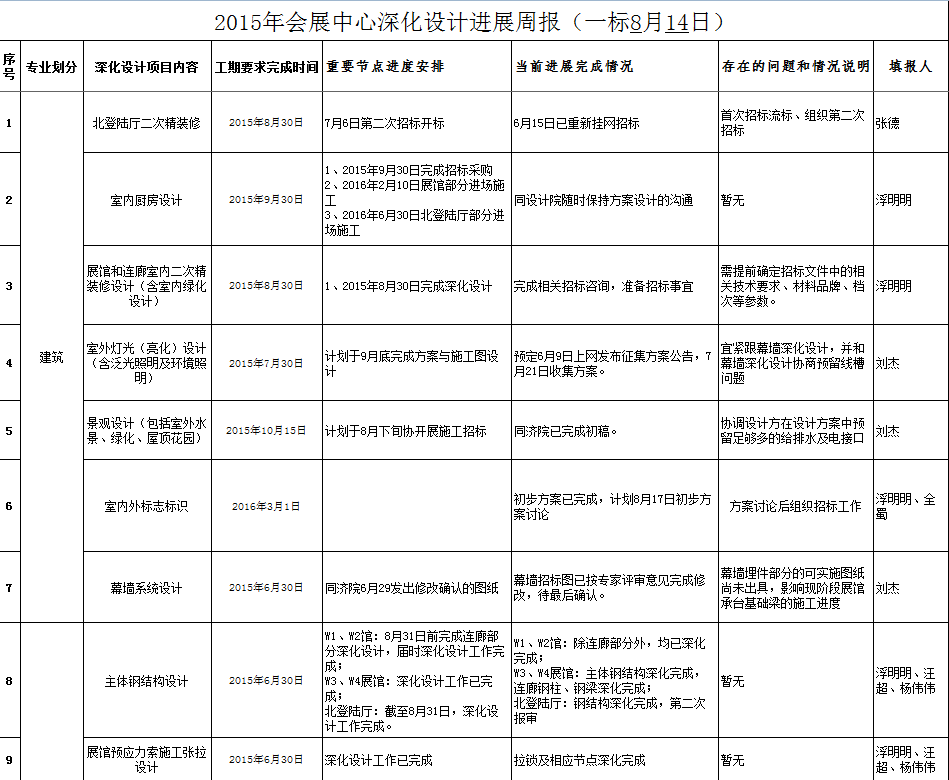 2015年会展中心深化设计进展周报（一标8月14日）
序号 专业划分 深化设计项目内容 工期要求完成时间 重要节点进度安排 当前进展完成情况 存在的问题和情况说明 填报人
建筑
1 北登陆厅二次精装修 2015年8月30日 7月6日第二次招标开标 6月15日已重新挂网招标
首次招标流标、组织第二次
招标
张德
2 室内厨房设计 2015年9月30日
1、2015年9月30日完成招标采购
2、2016年2月10日展馆部分进场施
工
3、2016年6月30日北登陆厅部分进
场施工
同设计院随时保持方案设计的沟通 暂无 浮明明
3
展馆和连廊室内二次精
装修设计（含室内绿化
设计）
2015年8月30日 1、2015年8月30日完成深化设计 完成相关招标咨询，准备招标事宜
需提前确定招标文件中的相
关技术要求、材料品牌、档
次等参数。
浮明明
4
室外灯光（亮化）设计
（含泛光照明及环境照
明）
2015年7月30日
计划于9月底完成方案与施工图设
计
预定6月9日上网发布征集方案公告，7
月21日收集方案。
宜紧跟幕墙深化设计，并和
幕墙深化设计协商预留线槽
问题
刘杰
5
景观设计（包括室外水
景、绿化、屋顶花园）
2015年10月15日 计划于8月下旬协开展施工招标 同济院已完成初稿。
协调设计方在设计方案中预
留足够多的给排水及电接口
刘杰
6 室内外标志标识 2016年3月1日
初步方案已完成，计划8月17日初步方
案讨论
方案讨论后组织招标工作
浮明明、全
蜀
7 幕墙系统设计 2015年6月30日 同济院6月29发出修改确认的图纸
幕墙招标图已按专家评审意见完成修
改，待最后确认。
幕墙埋件部分的可实施图纸
尚未出具，影响现阶段展馆
承台基础梁的施工进度
刘杰
8 主体钢结构设计 2015年6月30日
W1、W2馆：8月31日前完成连廊部
分深化设计，届时深化设计工作完
成；
W3、W4展馆：深化设计工作已完
成；
北登陆厅：截至8月31日，深化设
计工作完成。
W1、W2馆：除连廊部分外，均已深化
完成；
W3、W4展馆：主体钢结构深化完成，
连廊钢柱、钢梁深化完成；
北登陆厅：钢结构深化完成，第二次
报审
暂无
浮明明、汪
超、杨伟伟
9
展馆预应力索施工张拉
设计
2015年6月30日 深化设计工作已完成 拉锁及相应节点深化完成 暂无
浮明明、汪
超、杨伟伟